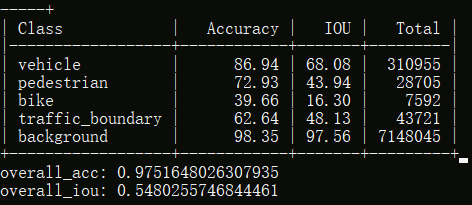 -----+
| Class | Accuracy | IOU | Total |
|-----------------+----------+-------+---------|
| vehicle | 86.94 | 68.08 | 310955 |
| pedestrian | 72.93 | 43.94 | 28705 |
| bike | 39.66 | 16.30 | 7592 |
| traffic_boundary | 62.64 | 48.13 | 43721 |
| background | 98.35 | 97.56 | 7148045 |
+-----------------+----------+-------+---------+
overall_acc: 0.9751648026307935
overall_iou: 0.5480255746844461